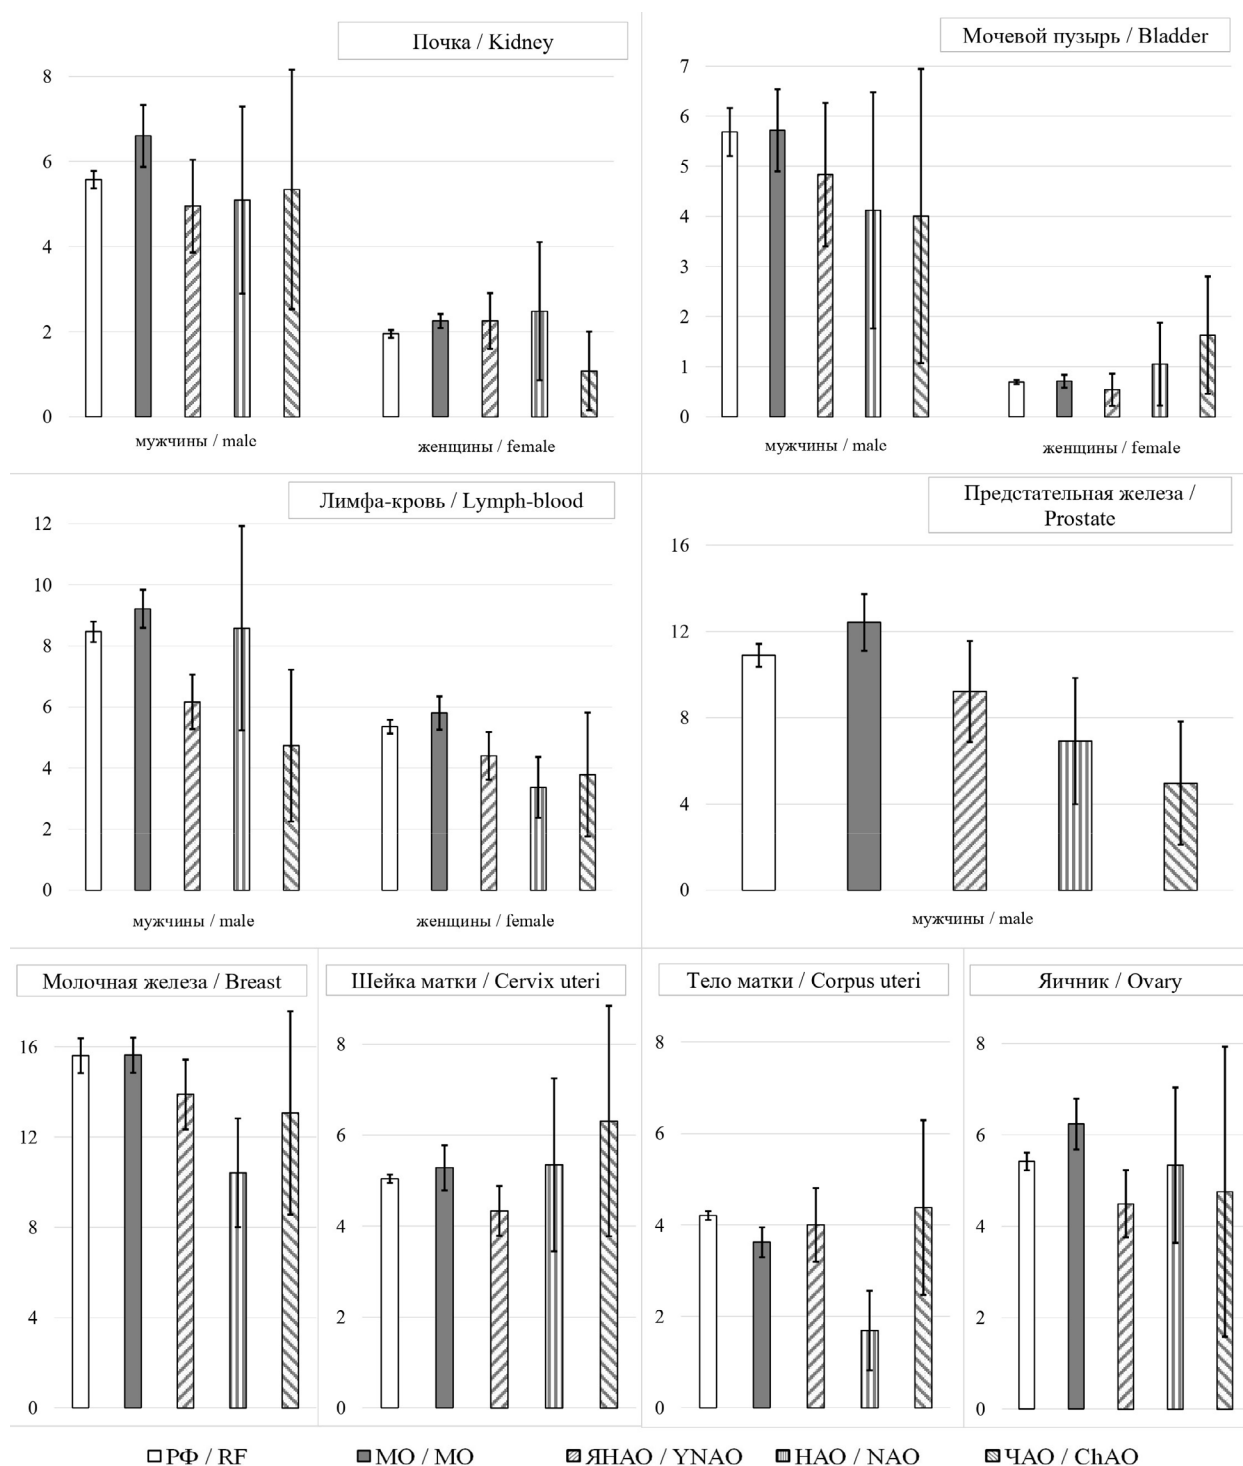 Почка / Kidney
8
6
4
2
0
мужчины / male
женщины / female
Мочевой пузырь / Bladder
7
6
5
4
3
2
1
0
мужчины / male
женщины / female
Лимфа-кровь / Lymph-blood
12
10
8
6
4
2
0
мужчины / male
женщины / female
Предстательная железа /
Prostate
16
12
8
4
0
мужчины / male
Молочная железа / Breast
16
12
8
4
0
Шейка матки / Cervix uteri
8
6
4
2
0
Тело матки / Corpus uteri
8
6
4
2
0
Яичник / Ovary
8
6
4
2
0
РФ / RF МО / MO ЯНАО / YNAO НАО / NAO ЧАО / ChAO